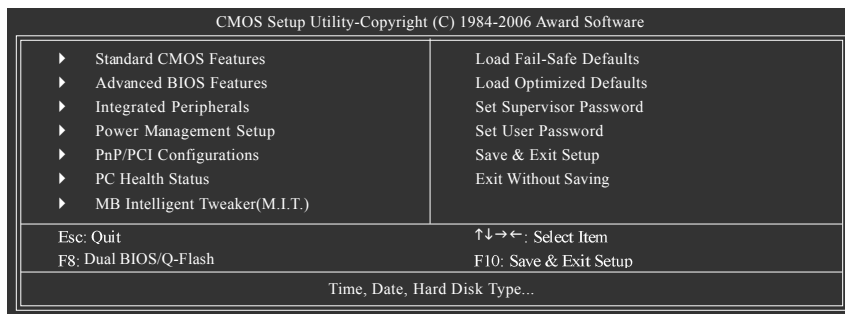 CMOS Setup Utility-Copyright (C) 1984-2006 Award Software
Standard CMOS Features
Advanced BIOS Features
Integrated Peripherals
Power Management Setup
PnP/PCI Configurations
PC Health Status
MB Intelligent Tweaker(M.I.T.)
Load Fail-Safe Defaults
Load Optimized Defaults
Set Supervisor Password
Set User Password
Save & Exit Setup
Exit Without Saving
Esc: Quit
↑↓→←: Select Item
F8: Dual BIOS/Q-Flash
F10: Save & Exit Setup
Time, Date, Hard Disk Type...